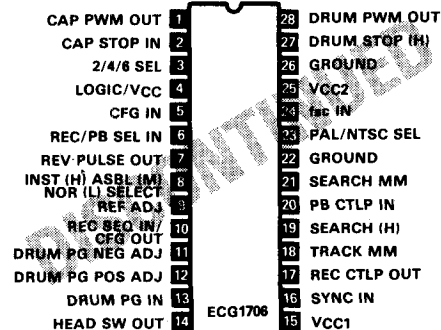 CAP PWM OUT 1
CAP STOP IN 2
2/4/6 SEL 3
LOGIC/VCC 4
CFG IN 5
REC/PB SEL IN 6
REV PULSE OUT 7
INST (H) ASBL (M)
NOR (L) SELECT 8
REF ADJ 9
REC SEQ IN/
CFG OUT 10
DRUM PG NEG ADJ 11
DRUM PG POS ADJ 12
DRUM PG IN 13
HEAD SW OUT 14
28 DRUM PWM OUT
27 DRUM STOP (H)
26 GROUND
25 VCC2
24 fsc IN
23 PAL/NTSC SEL
22 GROUND
21 SEARCH MM
20 PB CTLP IN
19 SEARCH (H)
18 TRACK MM
17 REC CTLP OUT
16 SYNC IN
15 VCC1
ECG1706
DISCONTINUED